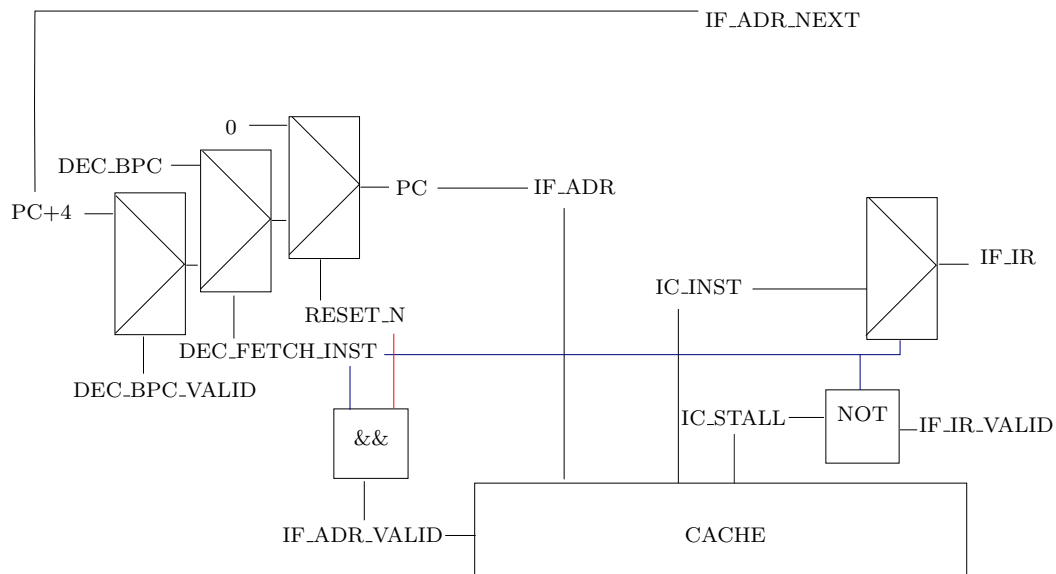 IF_ADR_NEXT
0
DEC_BPC
PC+4
PC
IF_ADR
IF_IR
IC_INST
RESET_N
DEC_FETCH_INST
DEC_BPC_VALID
&&
IC_STALL
NOT
IF_IR_VALID
IF_ADR_VALID
CACHE